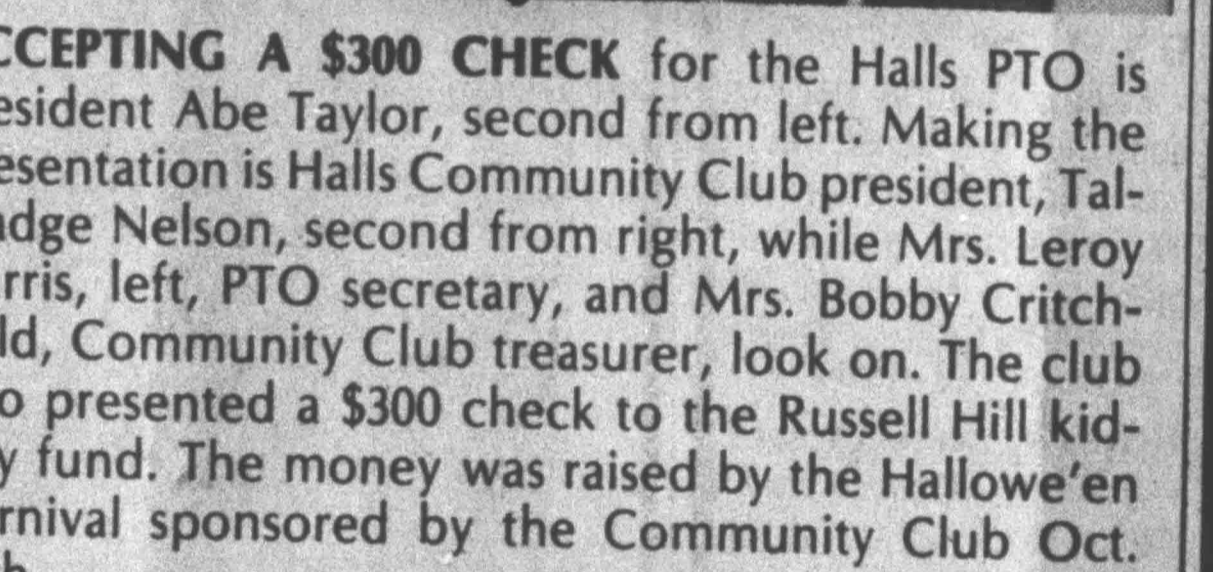 CCEPTING A $300 CHECK for the Halls PTO is
esident Abe Taylor, second from left. Making the
esentation is Halls Community Club president, Tal-
dge Nelson, second from right, while Mrs. Leroy
rris, left, PTO secretary, and Mrs. Bobby Critch-
ld, Community Club treasurer, look on. The club
o presented a $300 check to the Russell Hill kid-
y fund. The money was raised by the Hallowe'en
rnival sponsored by the Community Club Oct.